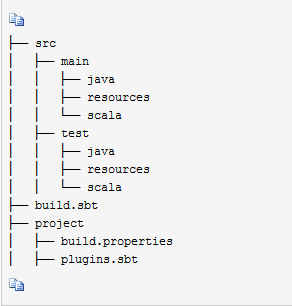 ├── src
│   ├── main
│   │   ├── java
│   │   ├── resources
│   │   └── scala
│   ├── test
│   │   ├── java
│   │   ├── resources
│   │   └── scala
├── build.sbt
├── project
│   ├── build.properties
│   ├── plugins.sbt